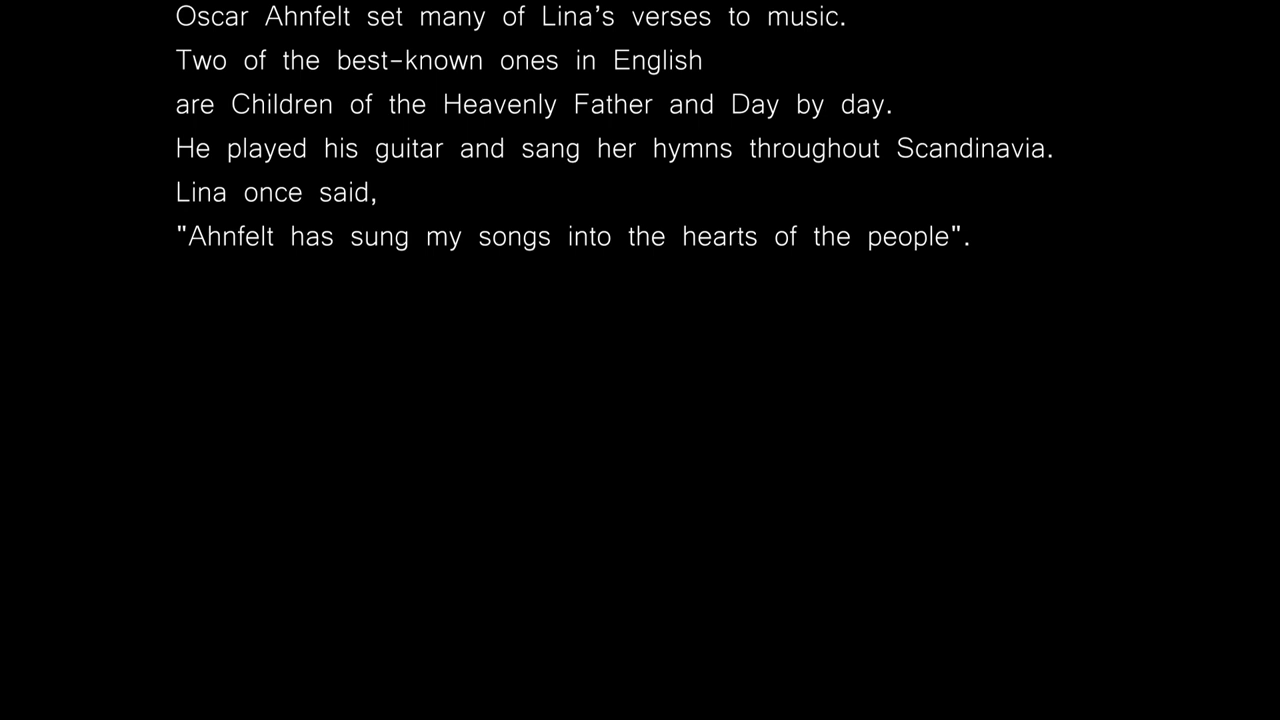 Oscar Ahnfelt set many of Lina's verses to music.
Two of the best-known ones in English
are Children of the Heavenly Father and Day by day.
He played his guitar and sang her hymns throughout Scandinavia.
Lina once said,
"Ahnfelt has sung my songs into the hearts of the people".